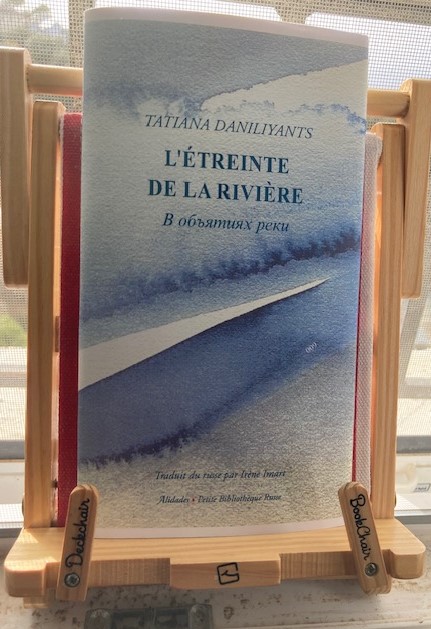 TATIANA DANILIYANTS
L'ÉTREINTE
DE LA RIVIÈRE
В объятиях реки
Traduit du russe par Irène Imart
Alidades • Petite Bibliothèque Russe
Deckchair
BookChair